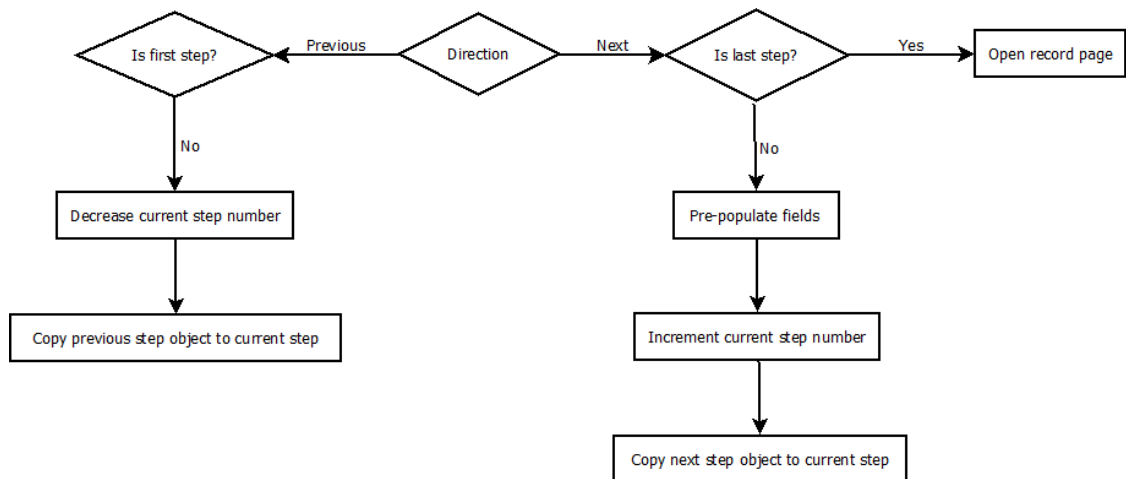 Is first step?
Previous
Direction
Next
Is last step?
Yes
Open record page
No
No
Decrease current step number
Pre-populate fields
Copy previous step object to current step
Increment current step number
Copy next step object to current step